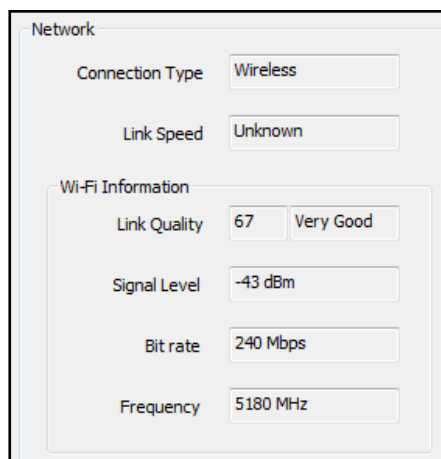 Network
Connection Type Wireless
Link Speed Unknown
Wi-Fi Information
Link Quality 67 Very Good
Signal Level -43 dBm
Bit rate 240 Mbps
Frequency 5180 MHz